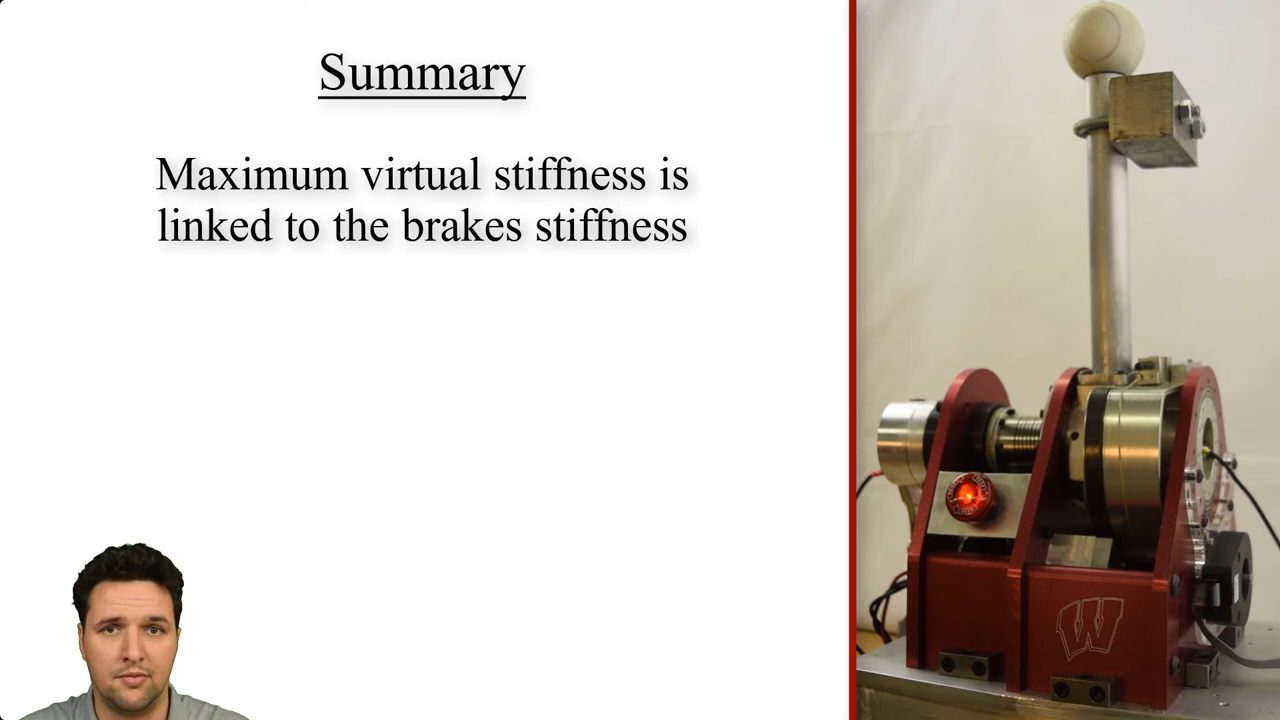 Summary
Maximum virtual stiffness is
linked to the brakes stiffness
W